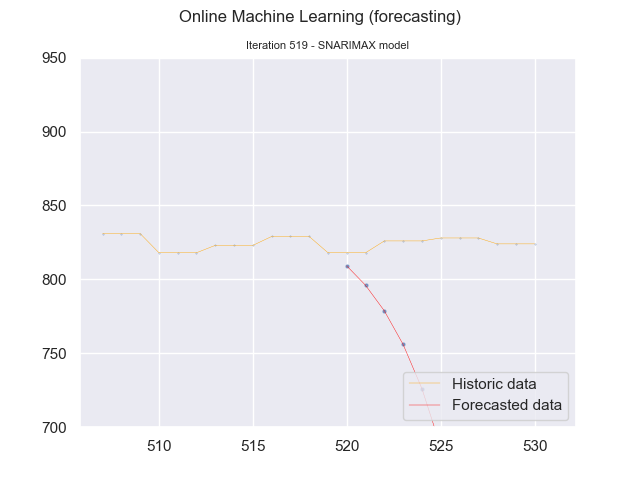 Online Machine Learning (forecasting)
Iteration 519 - SNARIMAX model
950
900
850
800
750
700
510
515
520
525
530
Historic data
Forecasted data